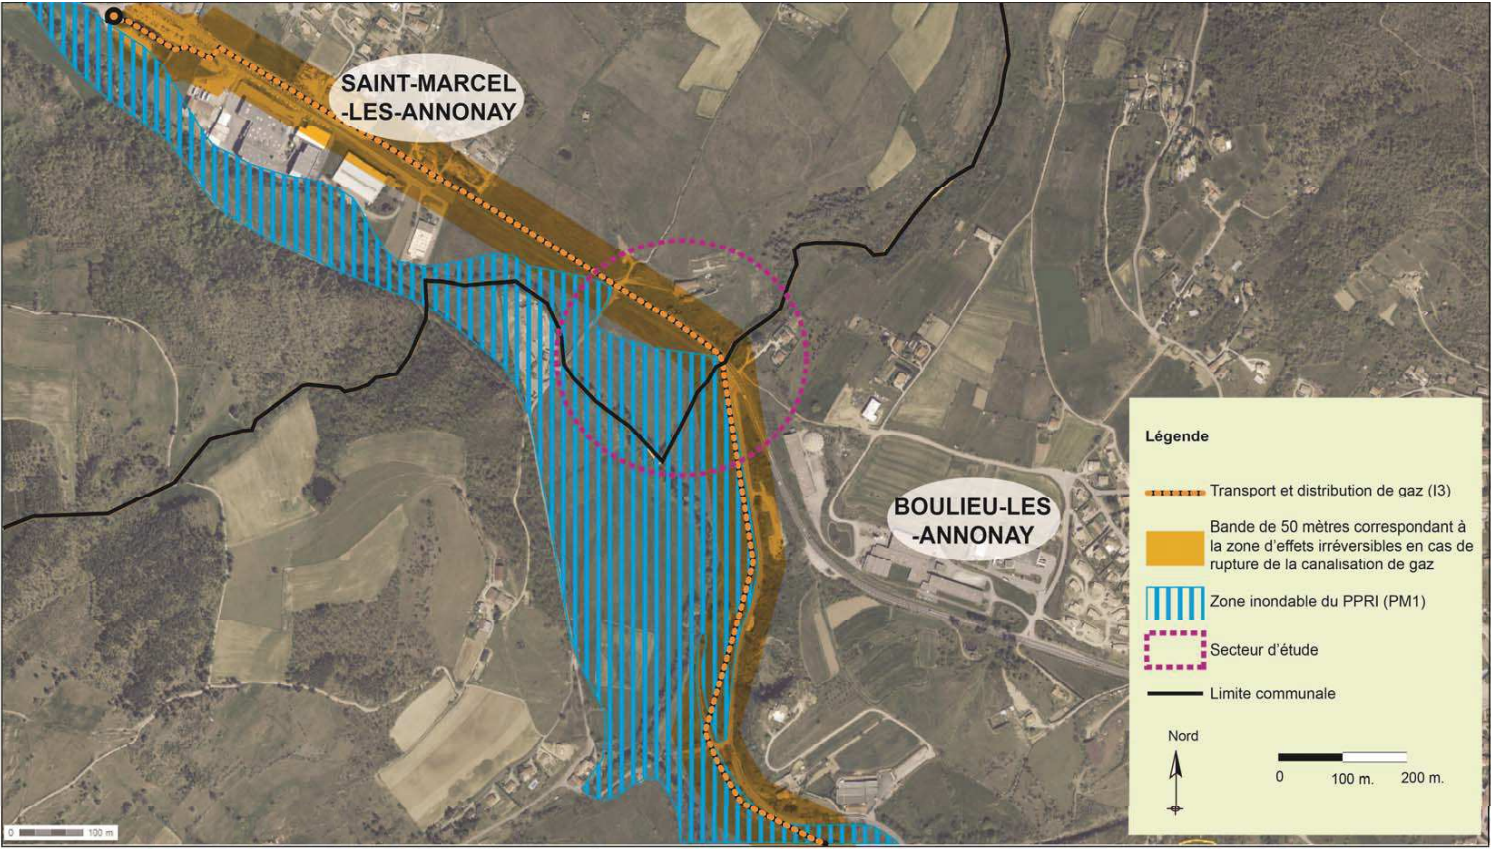 SAINT-MARCEL
-LES-ANNONAY
BOULIEU-LES
-ANNONAY
Légende
Transport et distribution de gaz (I3)
Bande de 50 mètres correspondant à
la zone d'effets irréversibles en cas de
rupture de la canalisation de gaz
Zone inondable du PPRI (PM1)
Secteur d'étude
Limite communale
Nord
0 100 m. 200 m.
0 100 m